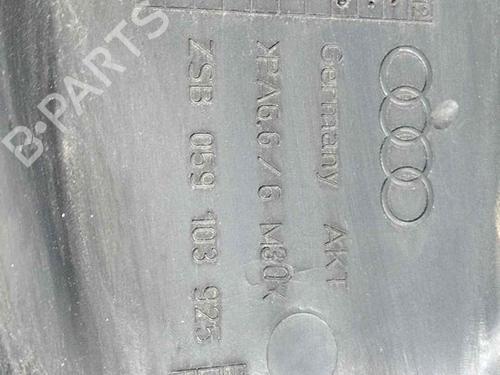 Germany AKT
>PA6.6/6 M30<
ZSB 059 103 925
B-PARTS